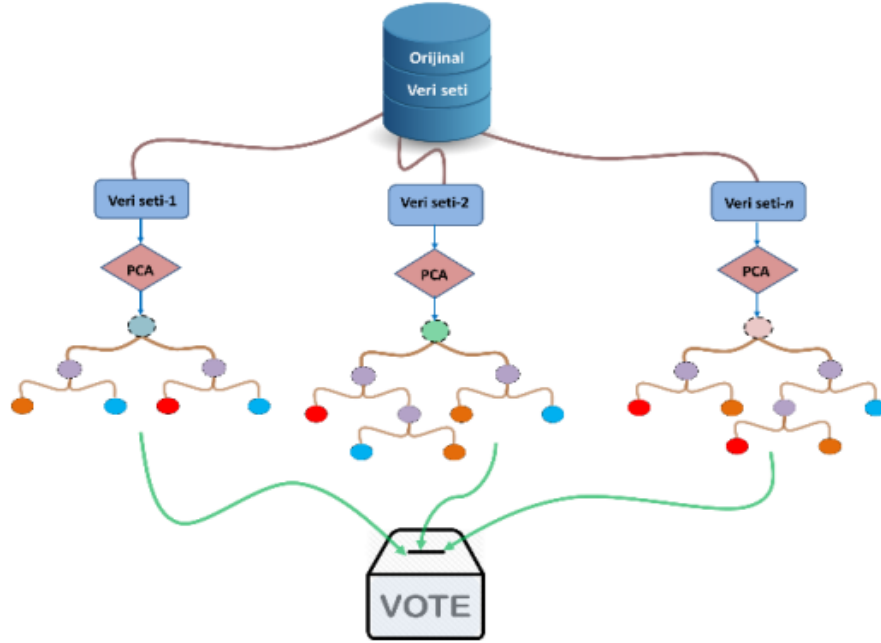 Orijinal
Veri seti
Veri seti-1
Veri seti-2
Veri seti-n
PCA
PCA
PCA
VOTE